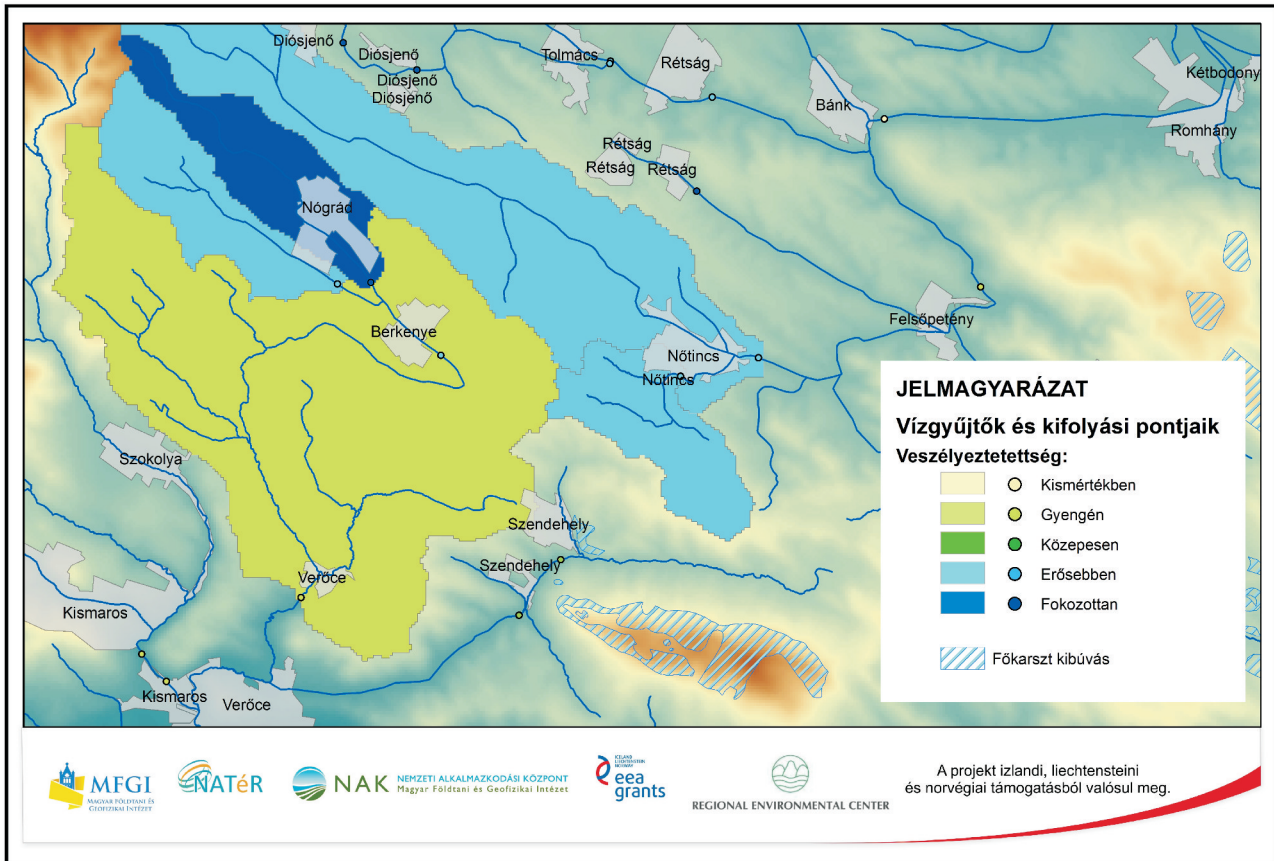 Diósjenő
Diósjenő
Diósjenő
Diósjenő
Tolmács
Rétság
Bánk
Kétbodony
Romhány
Rétság
Rétság
Rétság
Nógrád
Berkenye
Nőtincs
Nőtincs
Felsőpetény
Szokolya
Szendehely
Szendehely
Verőce
Kismaros
Kismaros
Verőce
JELMAGYARÁZAT
Vízgyűjtők és kifolyási pontjaik
Veszélyeztetettség:
Kismértékben
Gyengén
Közepesen
Erősebben
Fokozottan
Főkarszt kibúvás
MFGI
MAGYAR FÖLDTANI ÉS
GEOFIZIKAI INTÉZET
NATéR
NAK
NEMZETI ALKALMAZKODÁSI KÖZPONT
Magyar Földtani és Geofizikai Intézet
ICELAND
LIECHTENSTEIN
NORWAY
eea
grants
REGIONAL ENVIRONMENTAL CENTER
A projekt izlandi, liechtensteini
és norvégiai támogatásból valósul meg.